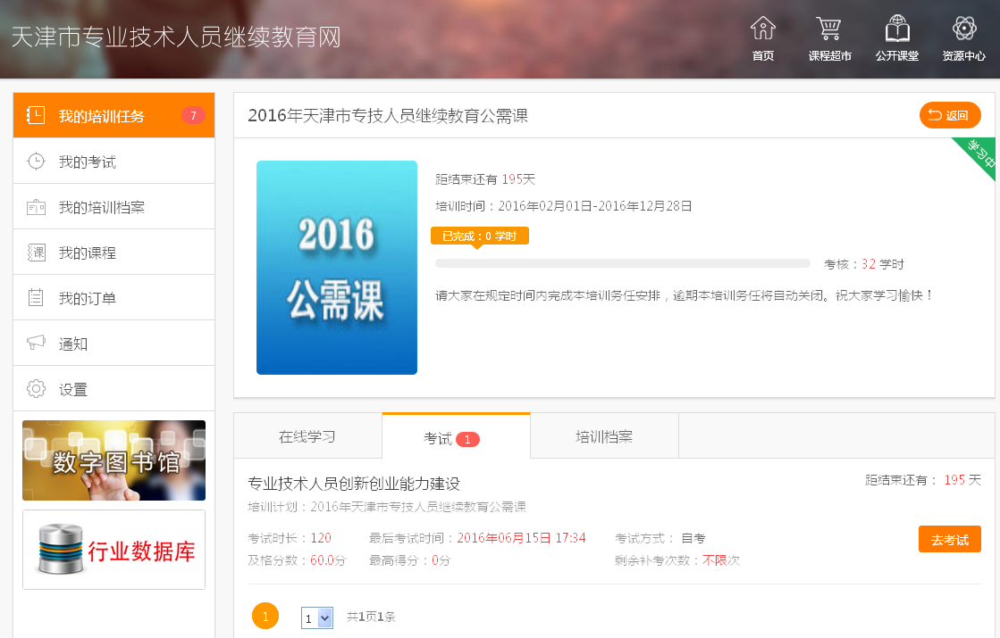 天津市专业技术人员继续教育网
首页 课程超市 公开课堂 资源中心
我的培训任务 7
我的考试
我的培训档案
我的课程
我的订单
通知
设置
数字图书馆
行业数据库
2016年天津市专技人员继续教育公需课
返回
学习中
2016
公需课
距结束还有 195天
培训时间：2016年02月01日-2016年12月28日
已完成：0 学时
考核：32 学时
请大家在规定时间内完成本培训务任安排，逾期本培训务任将自动关闭。祝大家学习愉快！
在线学习 考试 1 培训档案
专业技术人员创新创业能力建设
距结束还有： 195 天
培训计划：2016年天津市专技人员继续教育公需课
考试时长：120 最后考试时间：2016年06月15日 17:34 考试方式： 自考
去考试
及格分数：60.0分 最高得分：0分 剩余补考次数：不限次
1 1 共1页1条